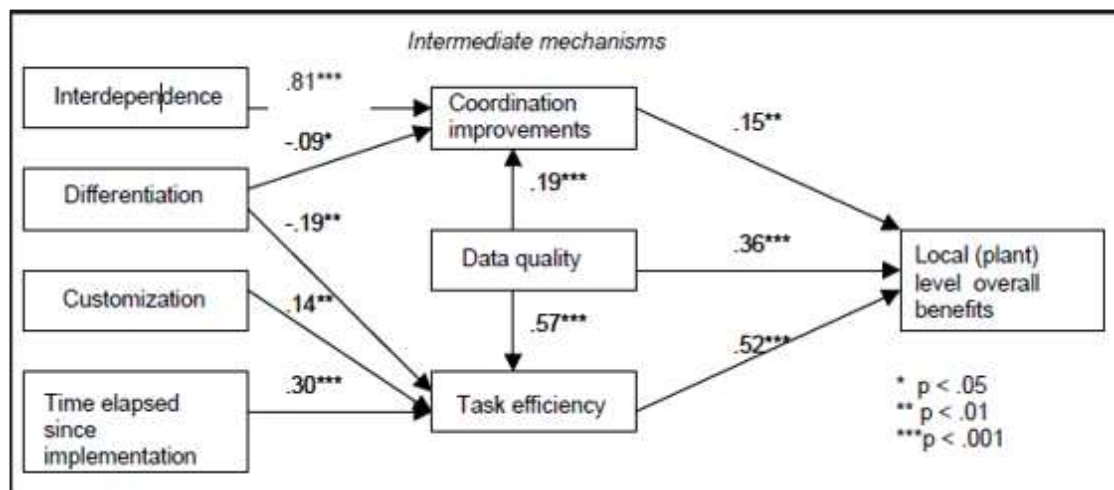 Intermediate mechanisms
Interdependence
.81***
Coordination
improvements
-.09*
.15**
Differentiation
.19***
-.19**
Data quality
.36***
Local (plant)
level overall
benefits
Customization
.14**
.57***
.52***
Time elapsed
since
implementation
.30***
Task efficiency
* p < .05
** p < .01
***p < .001